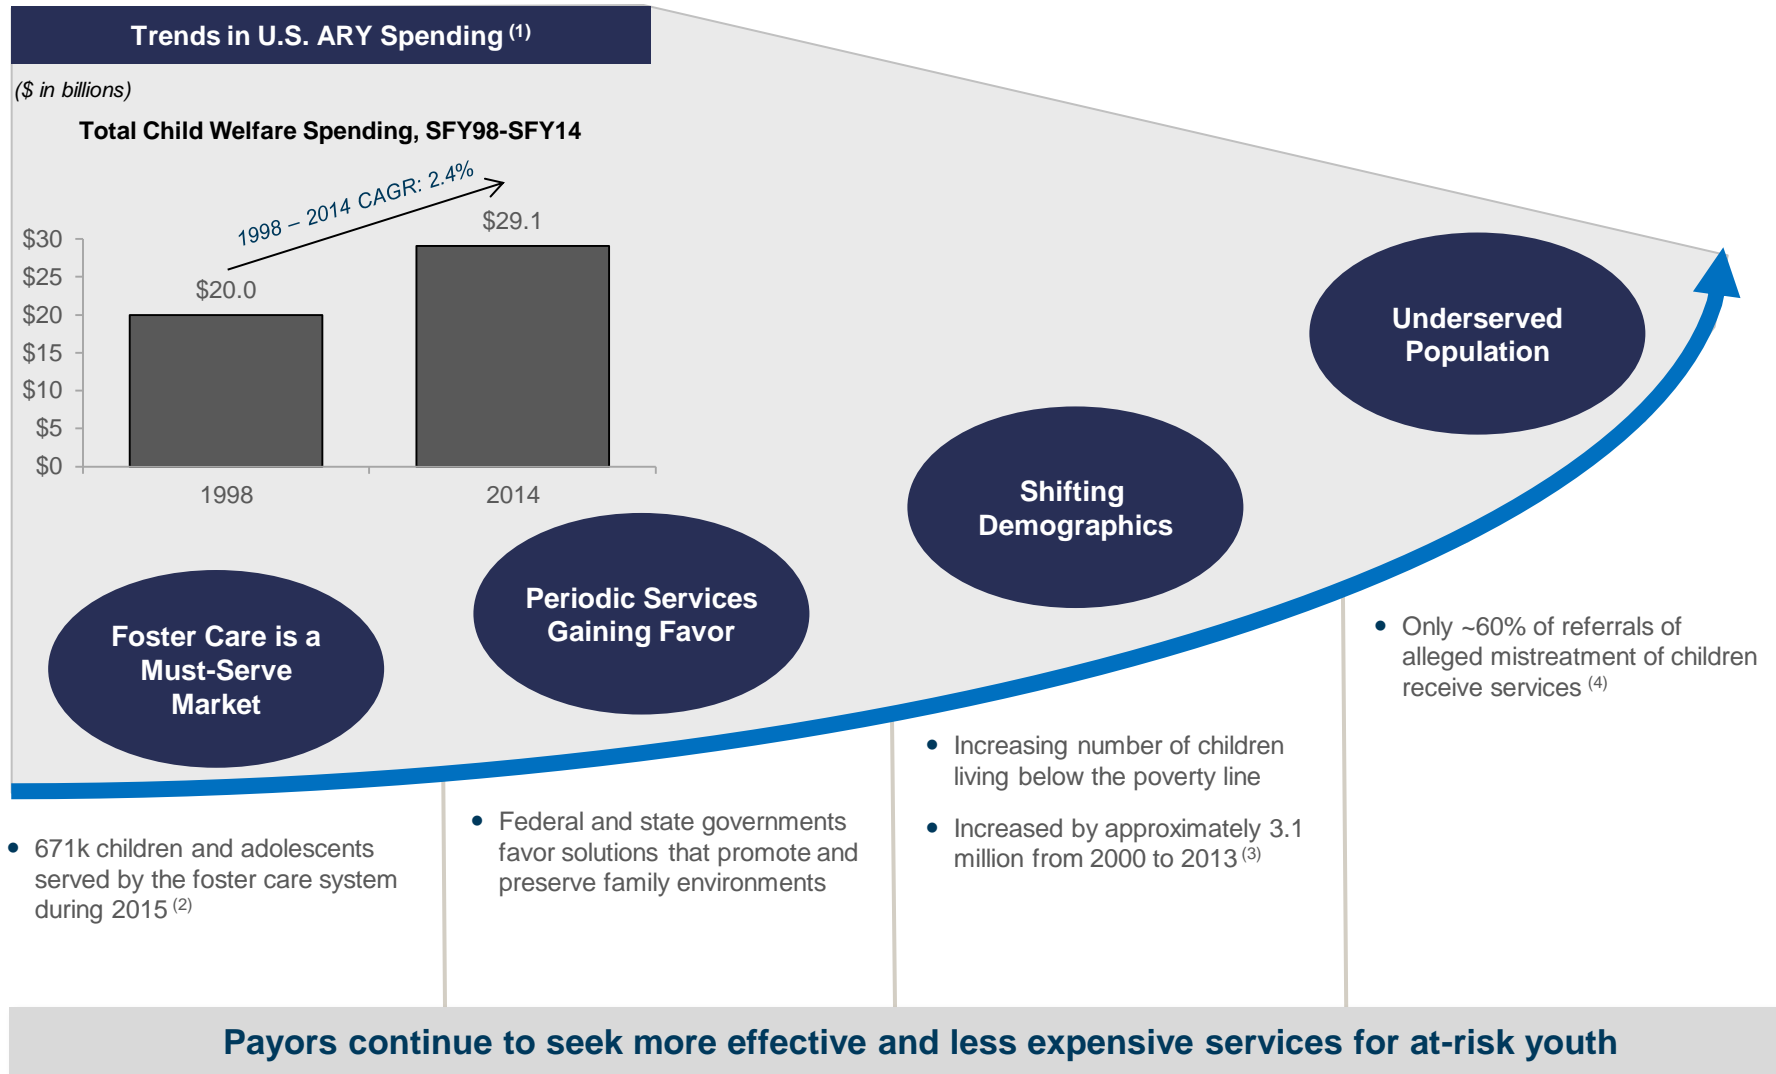 Trends in U.S. ARY Spending (1)
($ in billions)
Total Child Welfare Spending, SFY98-SFY14
1998 – 2014 CAGR: 2.4%
$30
$25
$20
$15
$10
$5
$0
$20.0
$29.1
1998
2014
Foster Care is a
Must-Serve
Market
Periodic Services
Gaining Favor
Shifting
Demographics
Underserved
Population
• 671k children and adolescents
served by the foster care system
during 2015 (2)
• Federal and state governments
favor solutions that promote and
preserve family environments
• Increasing number of children
living below the poverty line
• Increased by approximately 3.1
million from 2000 to 2013 (3)
• Only ~60% of referrals of
alleged mistreatment of children
receive services (4)
Payors continue to seek more effective and less expensive services for at-risk youth